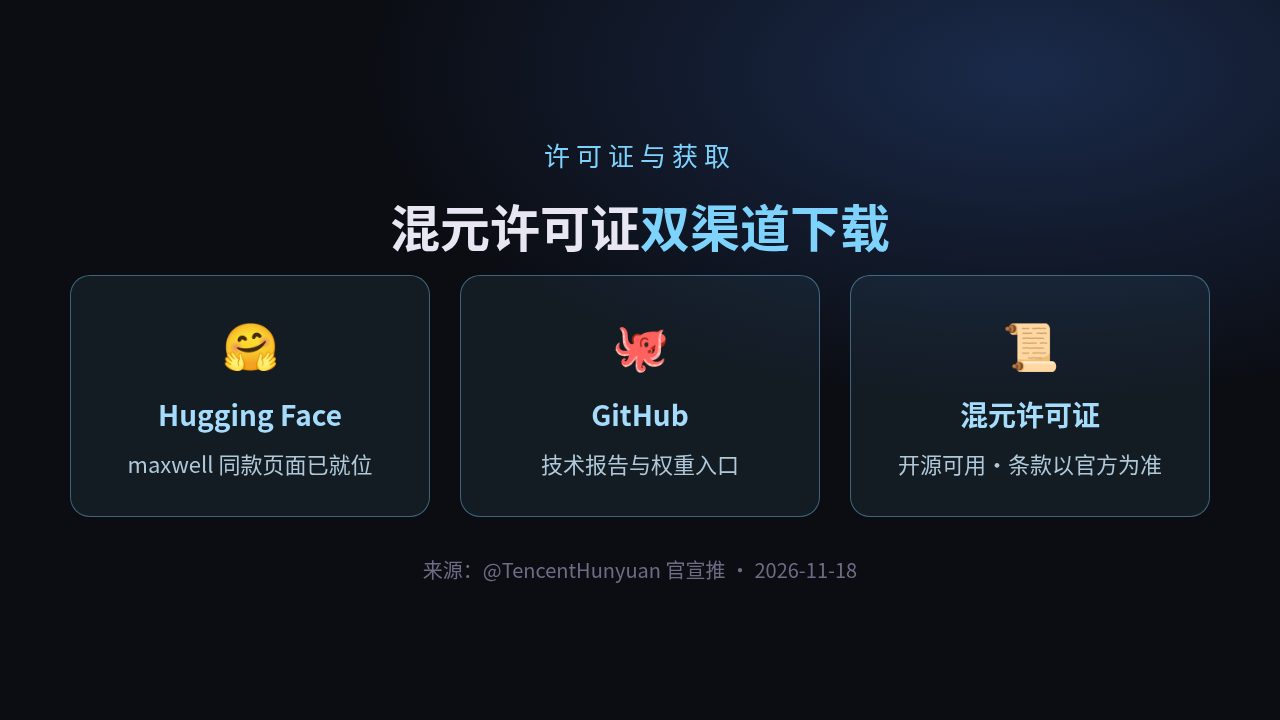 许可证与获取
混元许可证双渠道下载
Hugging Face
maxwell 同款页面已就位
GitHub
技术报告与权重入口
混元许可证
开源可用・条款以官方为准
来源：@TencentHunyuan 官宣推 · 2026-11-18